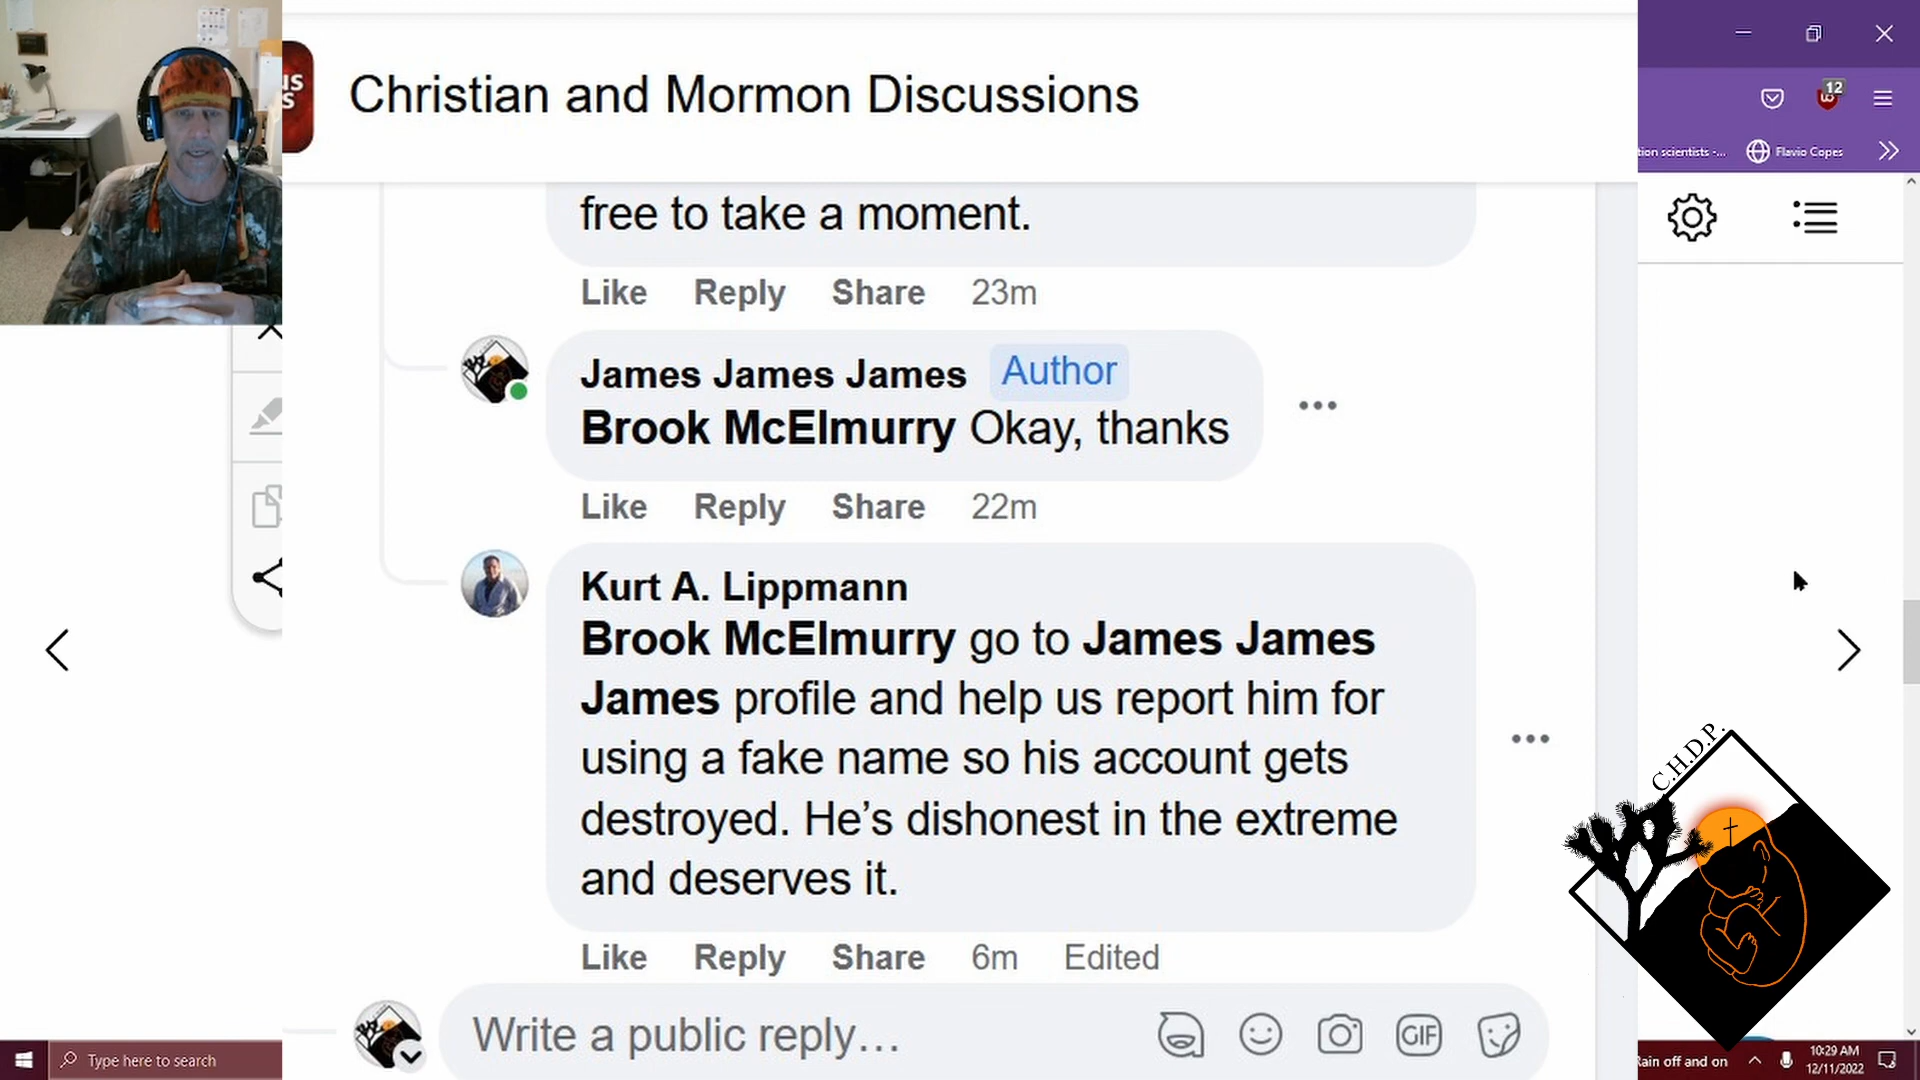 Christian and Mormon Discussions
12
tion scientists -...
Flavio Copes
free to take a moment.
Like Reply Share 23m
James James James Author
Brook McElmurry Okay, thanks
Like Reply Share 22m
Kurt A. Lippmann
Brook McElmurry go to James James
James profile and help us report him for
using a fake name so his account gets
destroyed. He’s dishonest in the extreme
and deserves it.
Like Reply Share 6m Edited
Write a public reply...
GIF
C.H.D.P.
Type here to search
Rain off and on
10:29 AM
12/11/2022